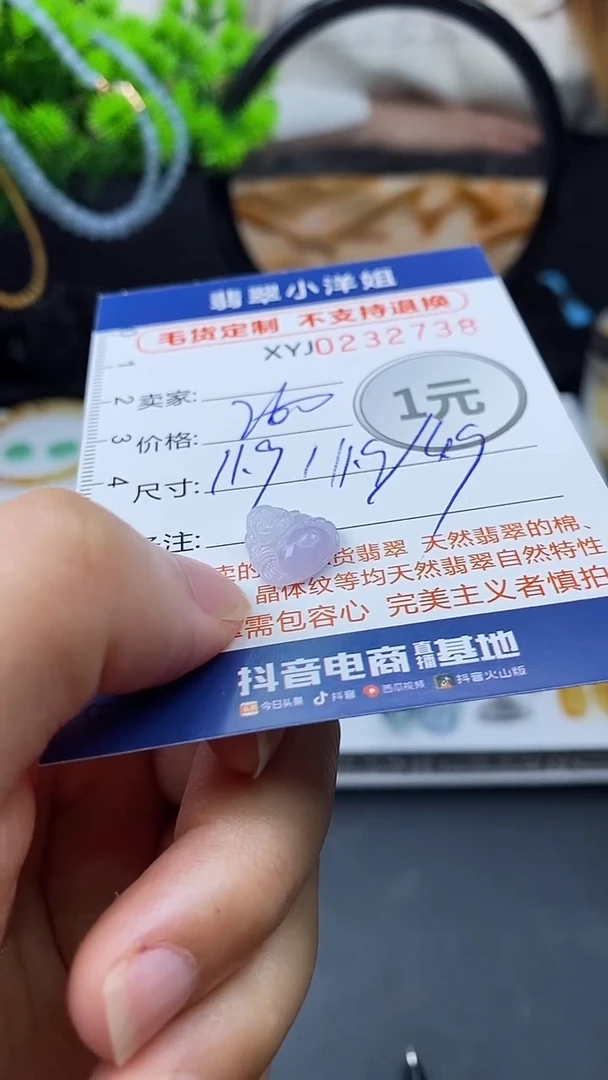 翡翠小洋姐
毛货定制 不支持退换
XYJ0232738
1
2 卖家:
1元
3 价格: 260
4 尺寸: 11.9/11.9/4.9
注:
卖的 货翡翠 天然翡翠的棉、
晶体纹等均天然翡翠自然特性
需包容心 完美主义者慎拍
抖音电商直播基地
今日头条 抖音 西瓜视频 抖音火山版